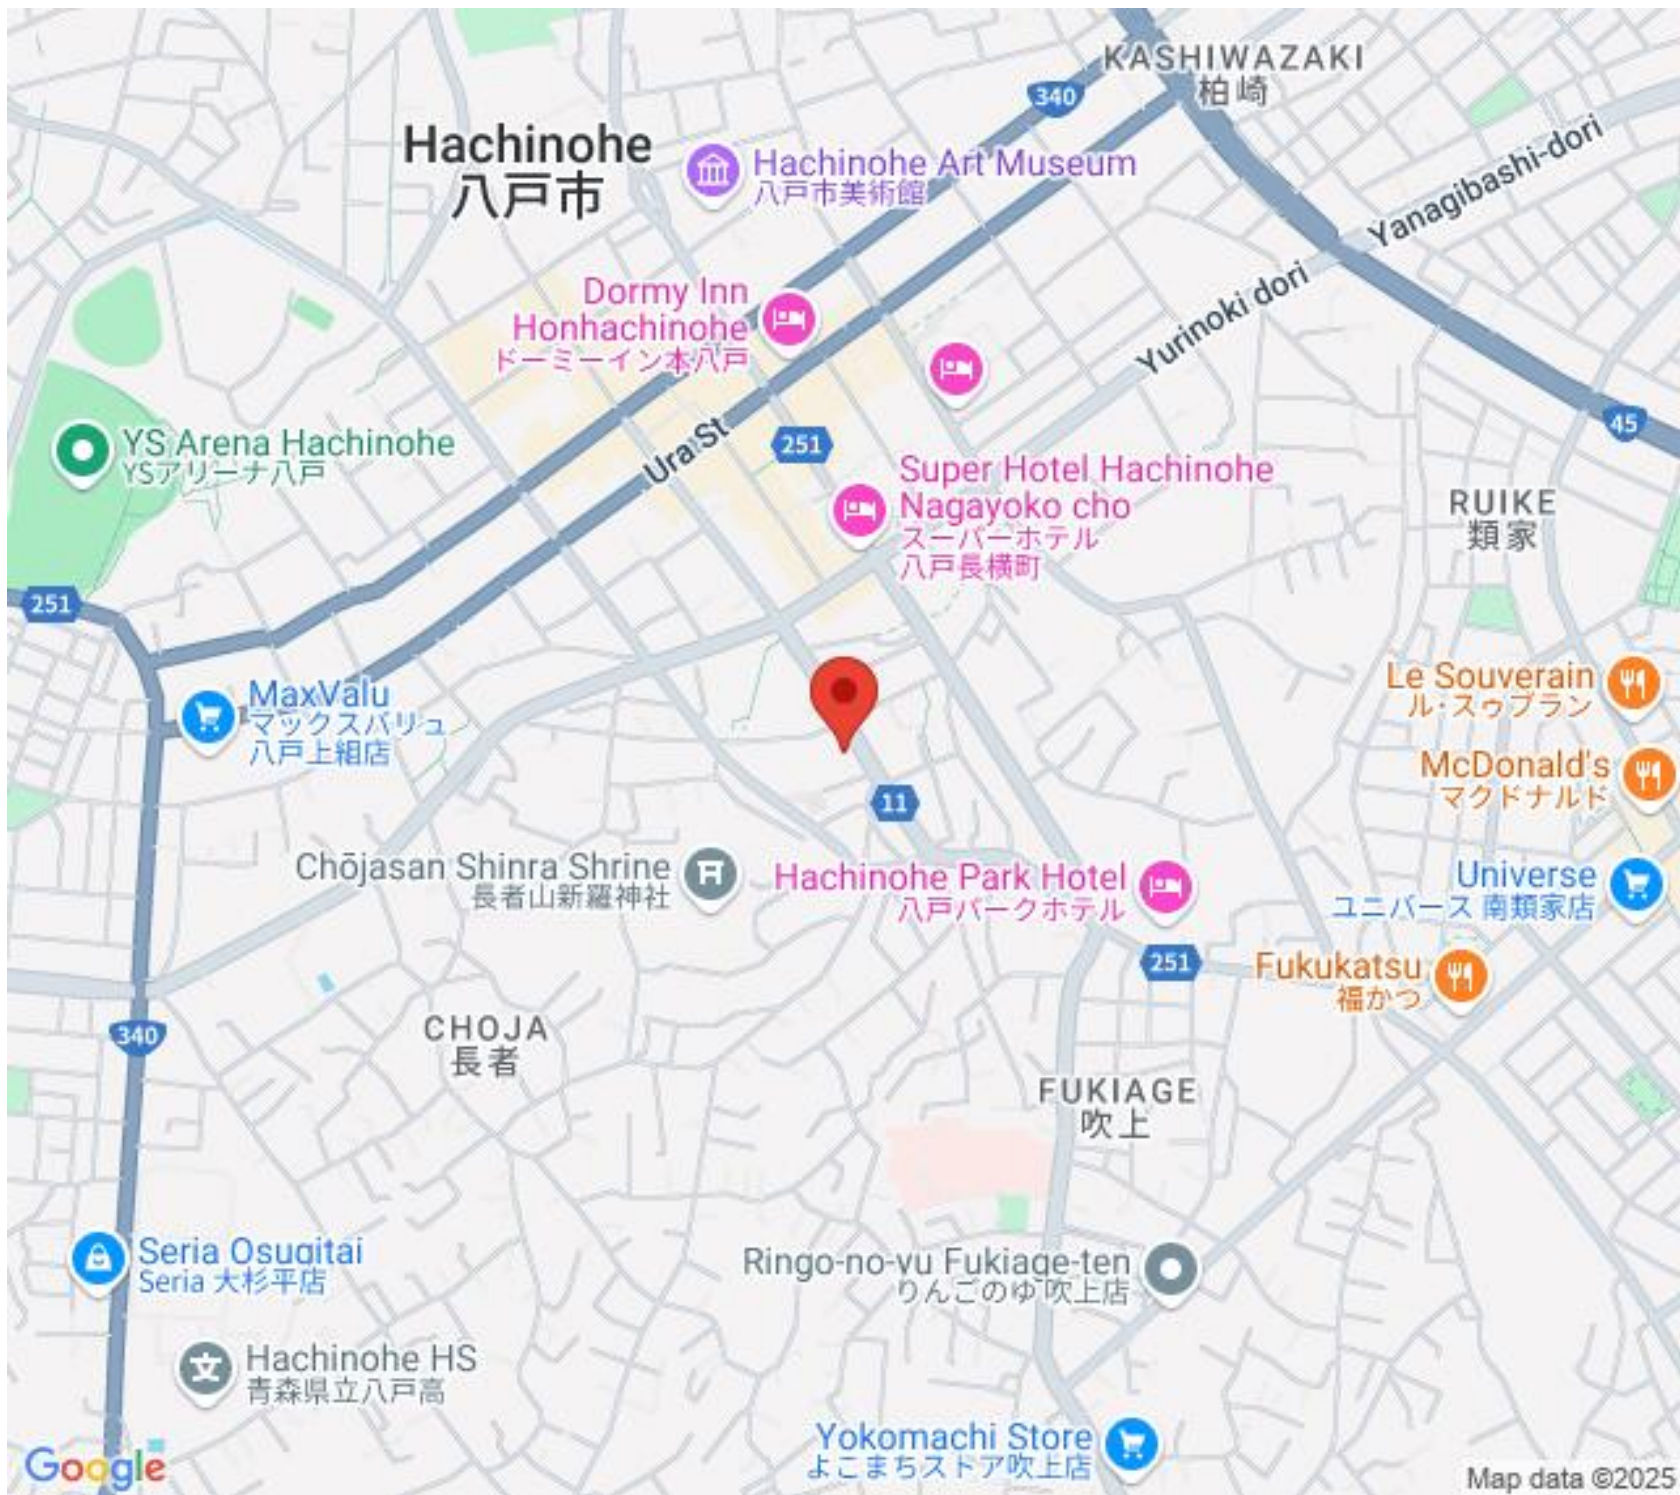 KASHIWAZAKI
柏崎
340
Hachinohe
八戸市
Hachinohe Art Museum
八戸市美術館
Yanagibashi-dori
Dormy Inn
Honhachinohe
ドーミーイン本八戸
Yurinoki dori
45
YS Arena Hachinohe
YSアリーナ八戸
Ura St
251
Super Hotel Hachinohe
Nagayoko cho
スーパーホテル
八戸長横町
RUIKE
類家
251
MaxValu
マックスバリュ
八戸上組店
Le Souverain
ル・スゥブラン
McDonald's
マクドナルド
11
Chōjasan Shinra Shrine
長者山新羅神社
Hachinohe Park Hotel
八戸パークホテル
Universe
ユニバース 南類家店
251
Fukukatsu
福かつ
340
CHOJA
長者
FUKIAGE
吹上
Seria Osugitai
Seria 大杉平店
Ringo-no-yu Fukiage-ten
りんごのゆ 吹上店
Hachinohe HS
青森県立八戸高
Yokomachi Store
よこまちストア吹上店
Google
Map data ©2025